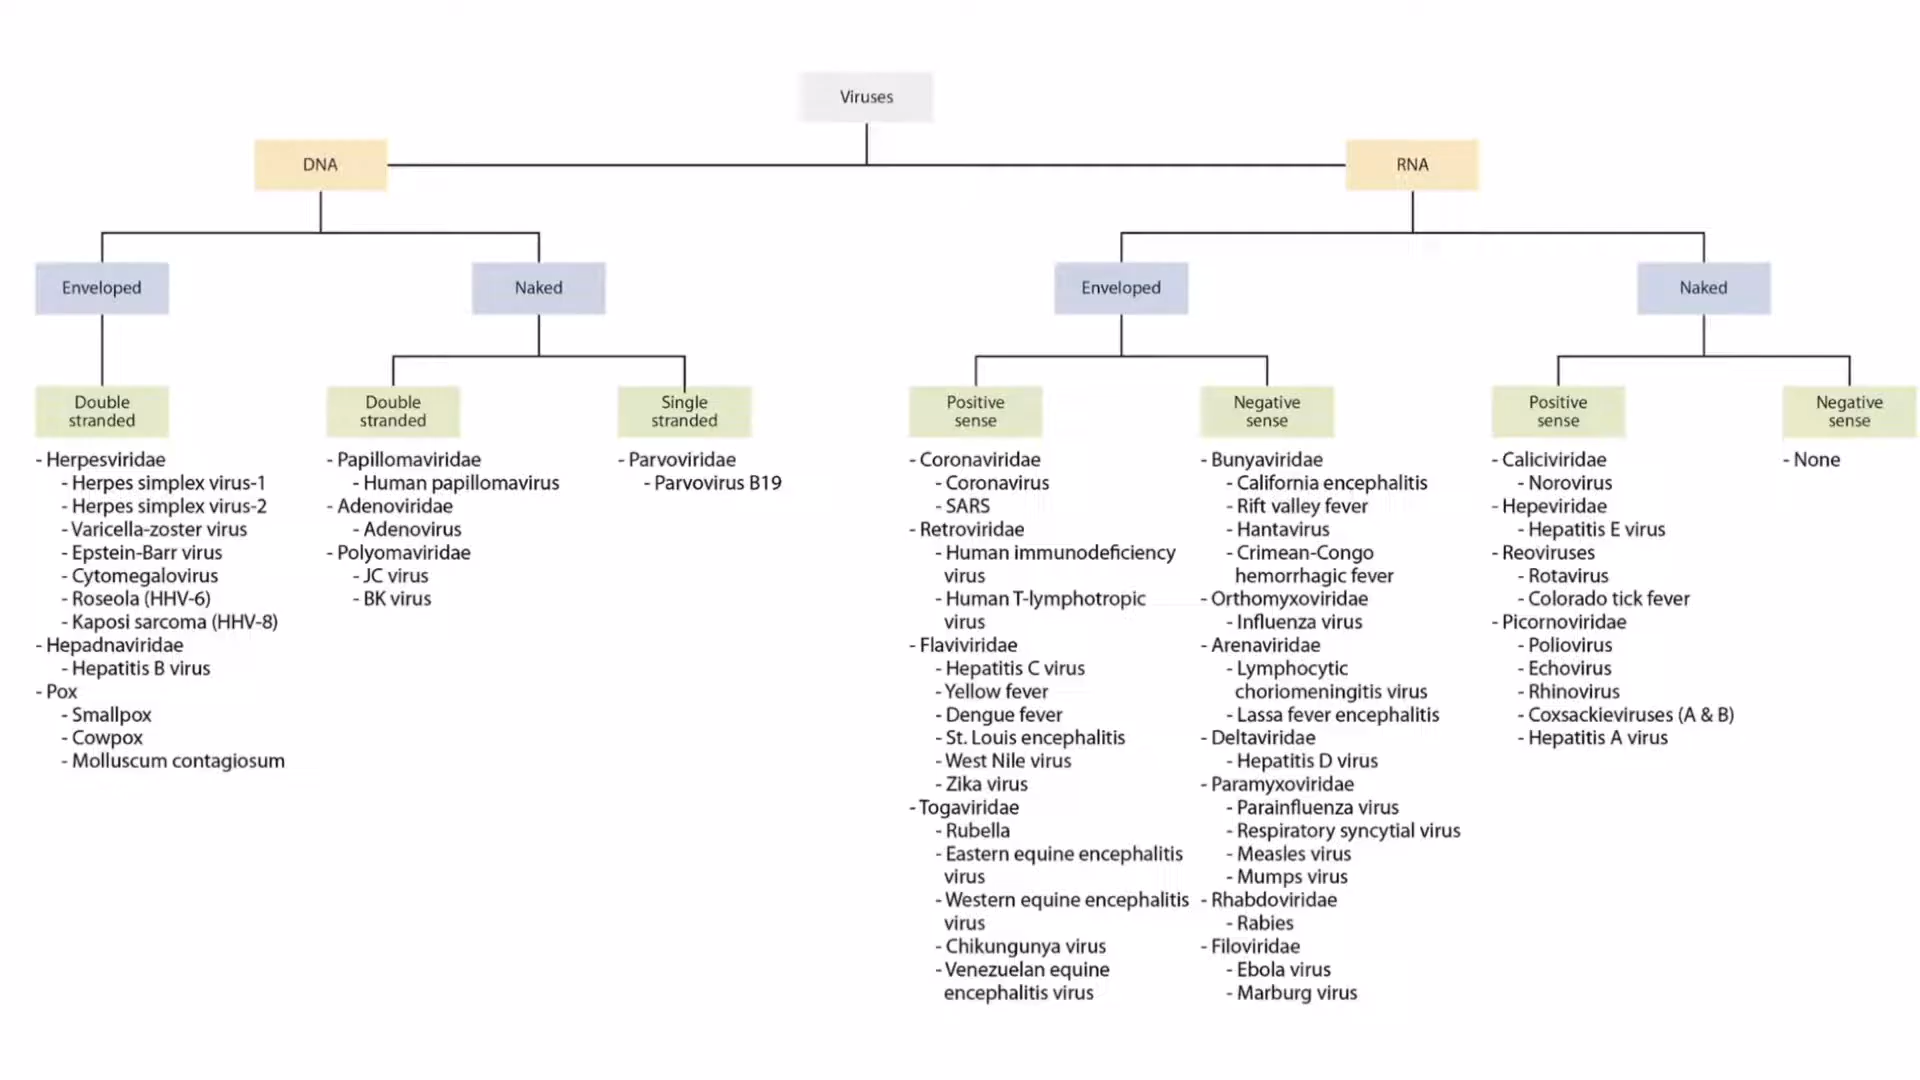 Viruses
DNA
RNA
Enveloped
Naked
Enveloped
Naked
Double
stranded
- Herpesviridae
- Herpes simplex virus-1
- Herpes simplex virus-2
- Varicella-zoster virus
- Epstein-Barr virus
- Cytomegalovirus
- Roseola (HHV-6)
- Kaposi sarcoma (HHV-8)
- Hepadnaviridae
- Hepatitis B virus
- Pox
- Smallpox
- Cowpox
- Molluscum contagiosum
Double
stranded
- Papillomaviridae
- Human papillomavirus
- Adenoviridae
- Adenovirus
- Polyomaviridae
- JC virus
- BK virus
Single
stranded
- Parvoviridae
- Parvovirus B19
Positive
sense
- Coronaviridae
- Coronavirus
- SARS
- Retroviridae
- Human immunodeficiency
virus
- Human T-lymphotropic
virus
- Flaviviridae
- Hepatitis C virus
- Yellow fever
- Dengue fever
- St. Louis encephalitis
- West Nile virus
- Zika virus
- Togaviridae
- Rubella
- Eastern equine encephalitis
virus
- Western equine encephalitis
virus
- Chikungunya virus
- Venezuelan equine
encephalitis virus
Negative
sense
- Bunyaviridae
- California encephalitis
- Rift valley fever
- Hantavirus
- Crimean-Congo
hemorrhagic fever
- Orthomyxoviridae
- Influenza virus
- Arenaviridae
- Lymphocytic
choriomeningitis virus
- Lassa fever encephalitis
- Deltaviridae
- Hepatitis D virus
- Paramyxoviridae
- Parainfluenza virus
- Respiratory syncytial virus
- Measles virus
- Mumps virus
- Rhabdoviridae
- Rabies
- Filoviridae
- Ebola virus
- Marburg virus
Positive
sense
- Caliciviridae
- Norovirus
- Hepeviridae
- Hepatitis E virus
- Reoviruses
- Rotavirus
- Colorado tick fever
- Picornoviridae
- Poliovirus
- Echovirus
- Rhinovirus
- Coxsackieviruses (A & B)
- Hepatitis A virus
Negative
sense
- None